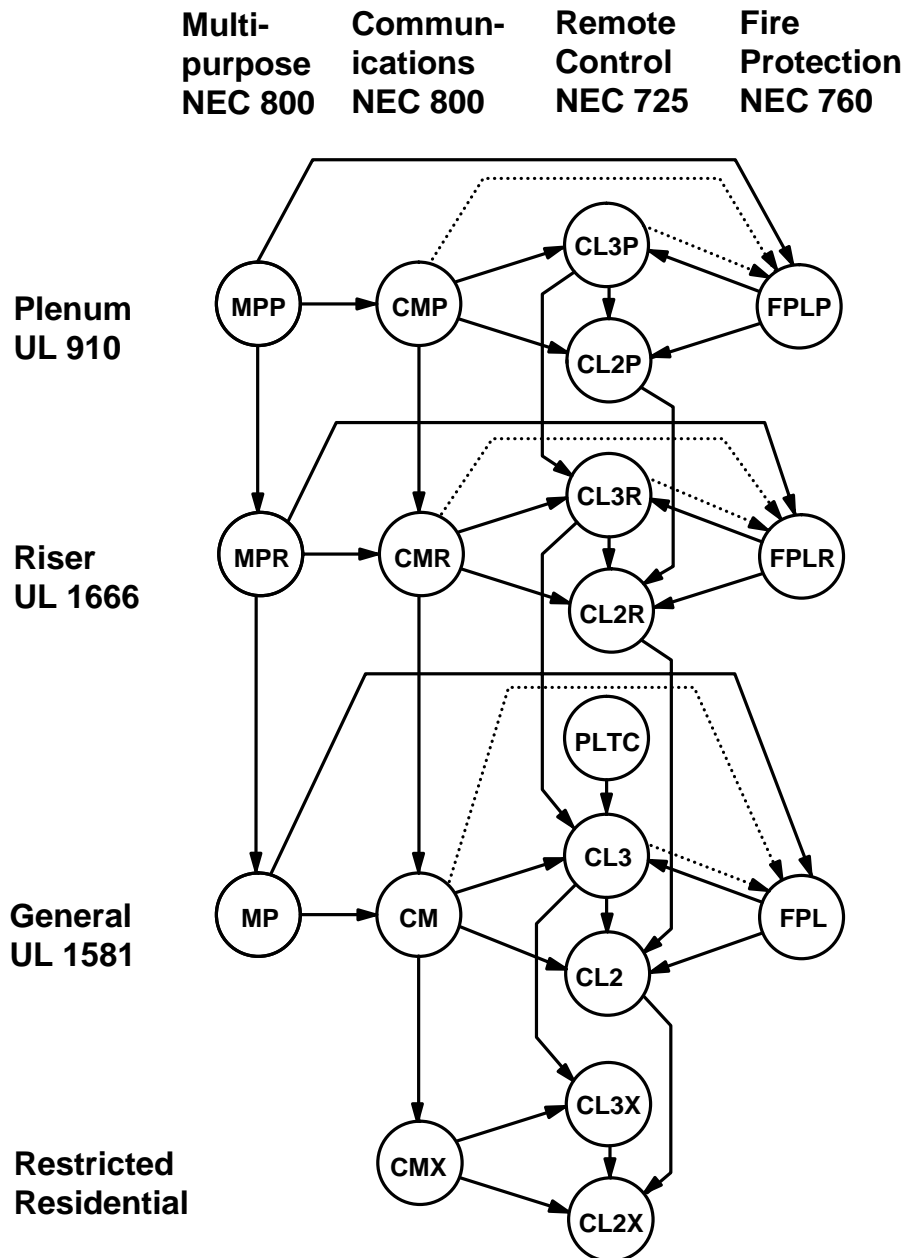 Multi-
purpose
NEC 800
Commun-
ications
NEC 800
Remote
Control
NEC 725
Fire
Protection
NEC 760
Plenum
UL 910
MPP
CMP
CL3P
CL2P
FPLP
Riser
UL 1666
MPR
CMR
CL3R
CL2R
FPLR
PLTC
General
UL 1581
MP
CM
CL3
CL2
FPL
Restricted
Residential
CMX
CL3X
CL2X